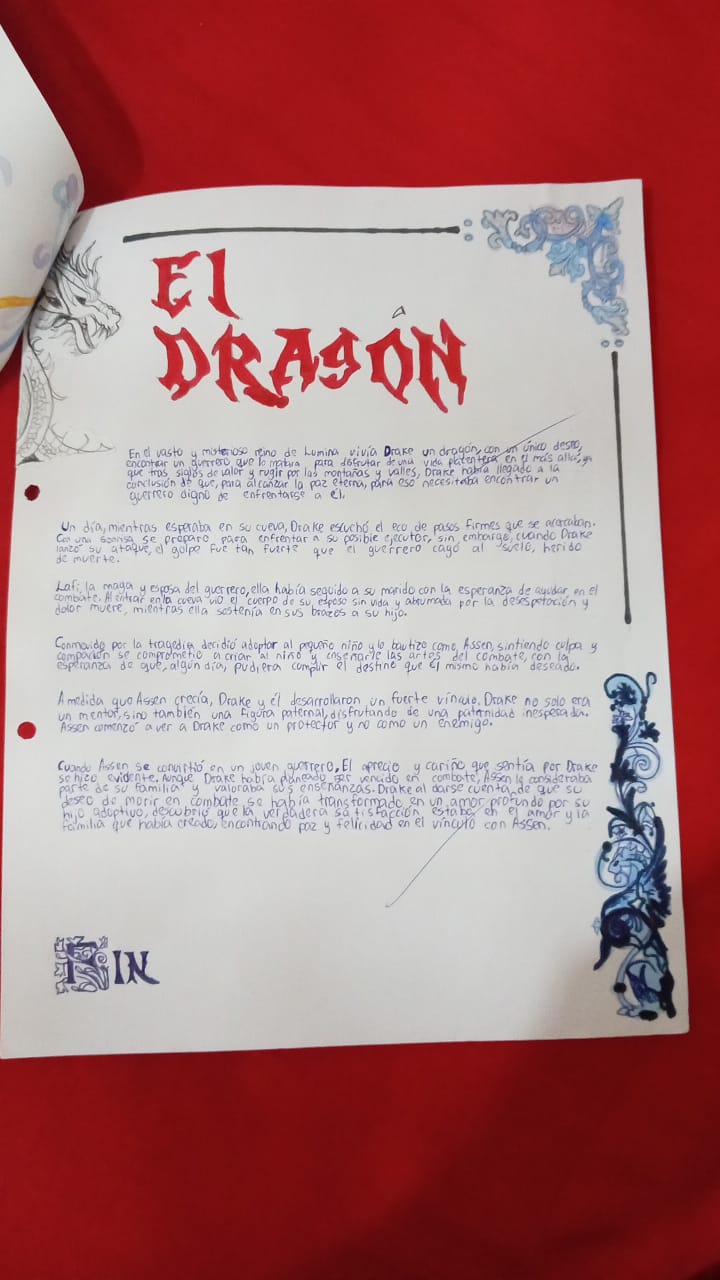 El
DRAGÓN
En el vasto y misterioso reino de Lumina vivía Drake un dragón, con un único deseo,
encontrar un guerrero que lo matara para disfrutar de una vida placentera en el más allá, ya
que tras siglos de valor y rugir por las montañas y valles, Drake había llegado a la
conclusión de que, para alcanzar la paz eterna, para eso necesitaba encontrar un
guerrero digno de enfrentarse a él.
Un día, mientras esperaba en su cueva, Drake escuchó el eco de pasos firmes que se acercaban.
Con una sonrisa se preparo para enfrentar a su posible ejecutor, sin embargo, cuando Drake
lanzó su ataque, el golpe fue tan fuerte que el guerrero cayó al suelo, herido
de muerte.
Lafi, la maga y esposa del guerrero, ella había seguido a su marido con la esperanza de ayudar en el
combate. Al entrar en la cueva vio el cuerpo de su esposo sin vida y abrumada por la desesperación y
dolor muere, mientras ella sostenía en sus brazos a su hijo.
Conmovido por la tragedia decidió adoptar al pequeño niño y lo bautizo como, Assen, sintiendo culpa y
compasión se comprometió a criar al niño y enseñarle las artes del combate, con la
esperanza de que, algún día, pudiera cumplir el destino que él mismo había deseado.
A medida que Assen crecía, Drake y él desarrollaron un fuerte vínculo. Drake no solo era
un mentor, sino también una figura paternal, disfrutando de una paternidad inesperada.
Assen comenzó a ver a Drake como un protector y no como un enemigo.
Cuando Assen se convirtió en un joven guerrero, El aprecio y cariño que sentía por Drake
se hizo evidente. Aunque Drake había planeado ser vencido en combate, Assen lo consideraba
parte de su familia y valoraba sus enseñanzas. Drake al darse cuenta, de que su
deseo de morir en combate se había transformado en un amor profundo por su
hijo adoptivo, descubrió que la verdadera satisfacción estaba en el amor y la
familia que había creado, encontrando paz y felicidad en el vínculo con Assen.
FIN